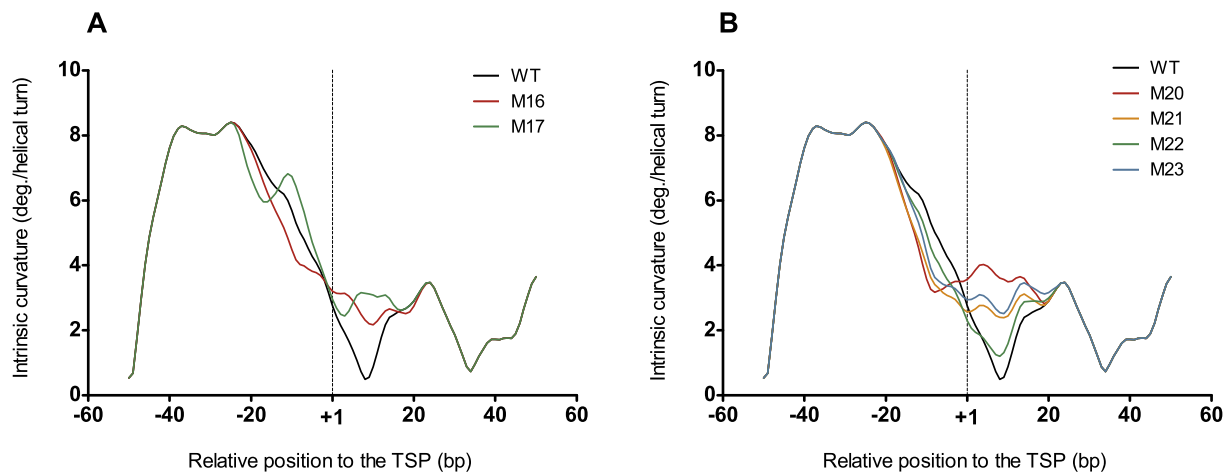 A
Intrinsic curvature (deg./helical turn)
10
8
6
4
2
0
-60
-40
-20
+1
20
40
60
Relative position to the TSP (bp)
WT
M16
M17
B
Intrinsic curvature (deg./helical turn)
10
8
6
4
2
0
-60
-40
-20
+1
20
40
60
Relative position to the TSP (bp)
WT
M20
M21
M22
M23